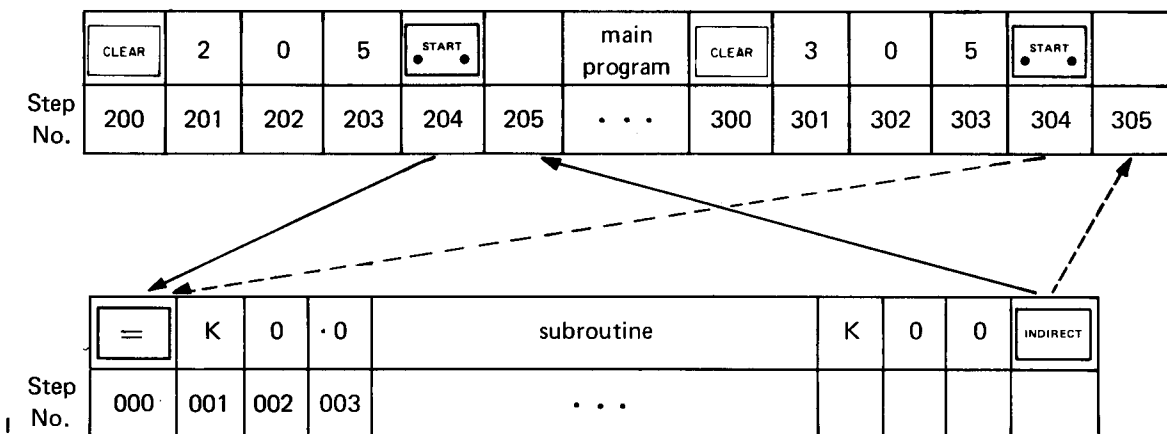 CLEAR 2 0 5 START main program CLEAR 3 0 5 START
Step No. 200 201 202 203 204 205 . . . 300 301 302 303 304 305
= K 0 0 subroutine K 0 0 INDIRECT
Step No. 000 001 002 003 . . .